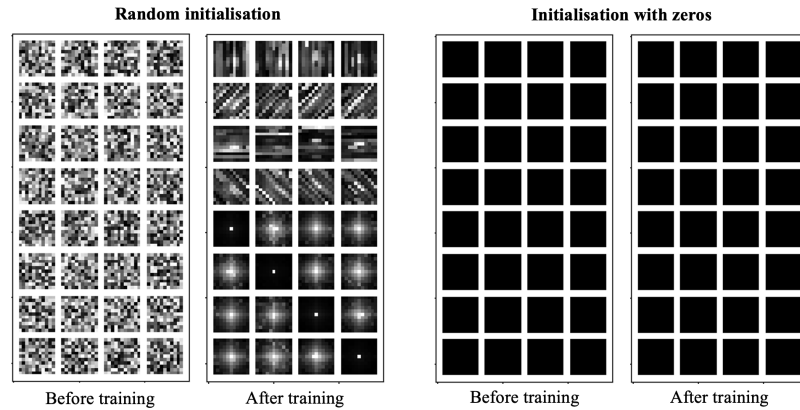 Random initialisation
Initialisation with zeros
Before training
After training
Before training
After training